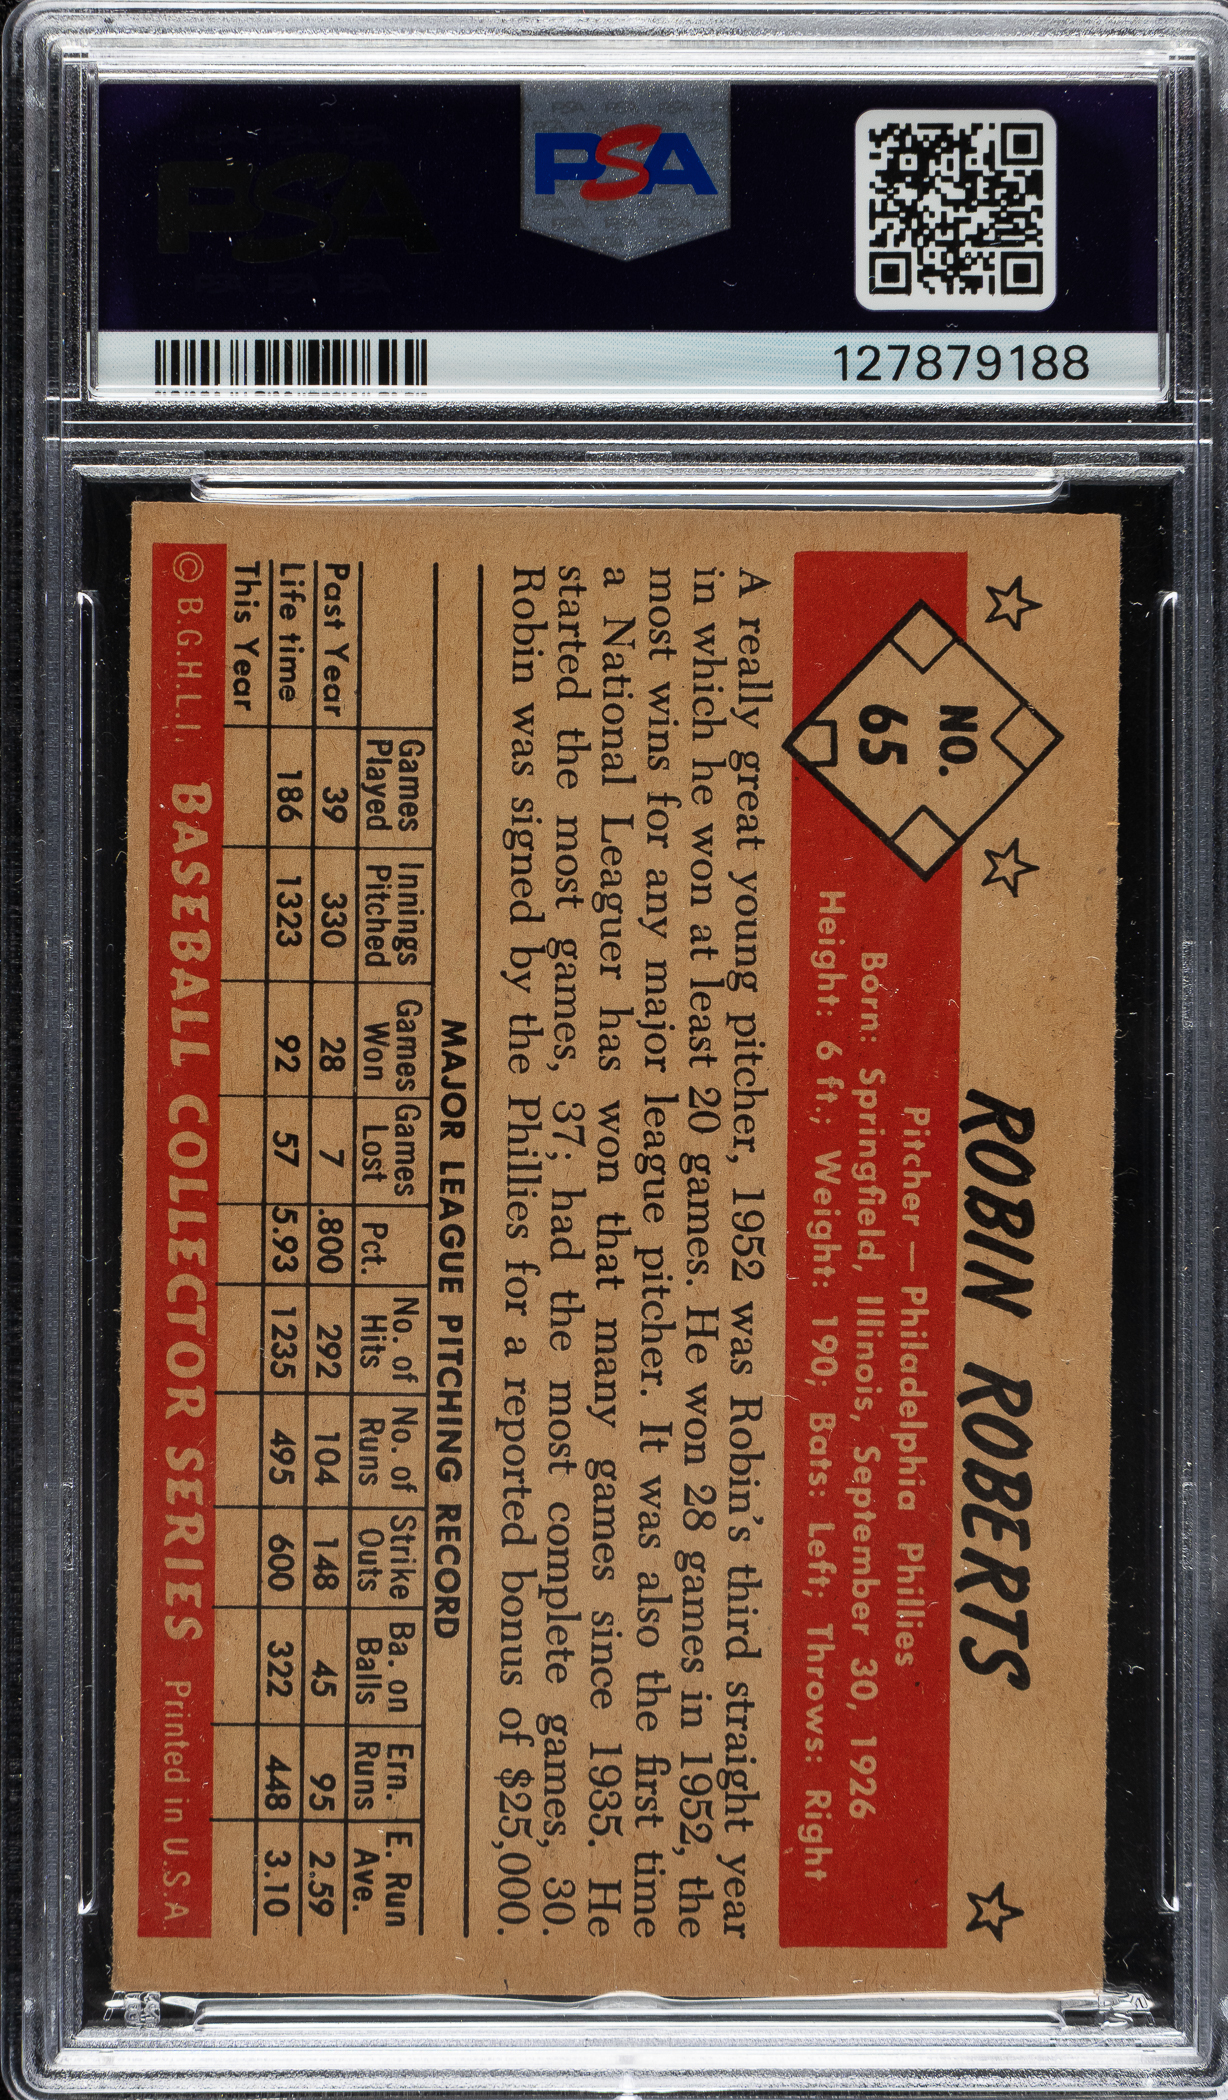 PSA
PSA
127879188
ROBIN ROBERTS
NO.
65
Pitcher — Philadelphia Phillies
Born: Springfield, Illinois, September 30, 1926
Height: 6 ft.; Weight: 190; Bats: Left; Throws: Right
A really great young pitcher, 1952 was Robin's third straight year
in which he won at least 20 games. He won 28 games in 1952, the
most wins for any major league pitcher. It was also the first time
a National Leaguer has won that many games since 1935. He
started the most games, 37; had the most complete games, 30.
Robin was signed by the Phillies for a reported bonus of $25,000.
MAJOR LEAGUE PITCHING RECORD
Games Played Innings Pitched Games Won Games Lost Pct. No. of Hits No. of Runs Strike Outs Ba. on Balls Ern. Runs E. Run Ave.
Past Year 39 330 28 7 .800 292 104 148 45 95 2.59
Life time 186 1323 92 57 5.93 1235 495 600 322 448 3.10
This Year
© B.G.H.L.I. BASEBALL COLLECTOR SERIES Printed in U.S.A.